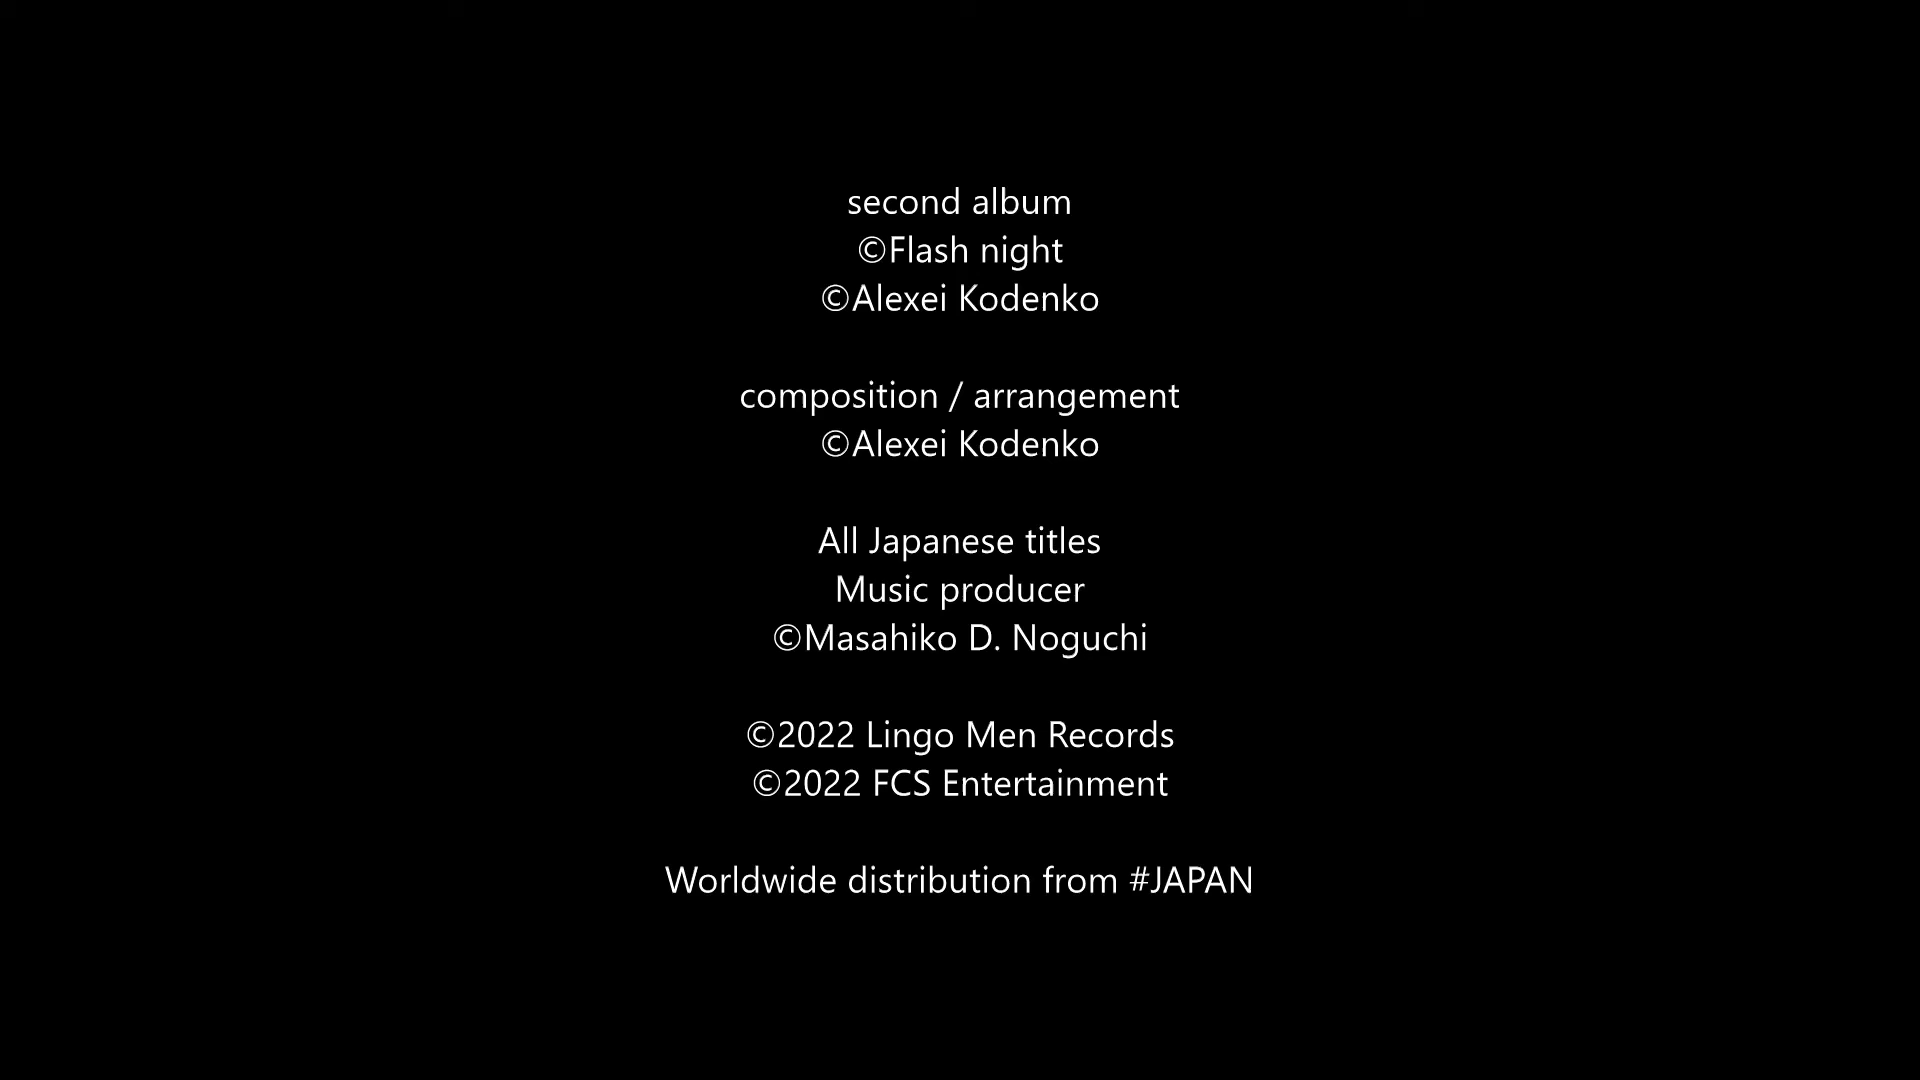 second album
©Flash night
©Alexei Kodenko
composition / arrangement
©Alexei Kodenko
All Japanese titles
Music producer
©Masahiko D. Noguchi
©2022 Lingo Men Records
©2022 FCS Entertainment
Worldwide distribution from #JAPAN